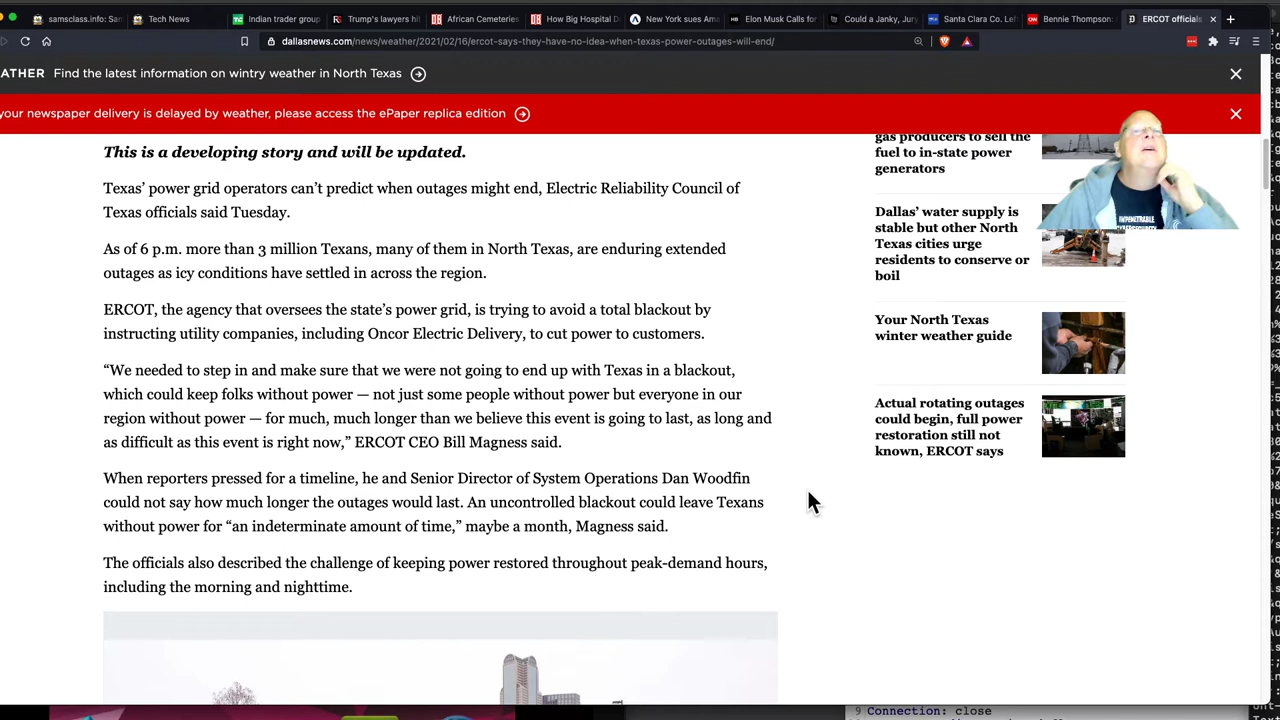 samsclass.info: Sam
Tech News
Indian trader group
Trump's lawyers hi
African Cemeteries
How Big Hospital D
New York sues Ama
Elon Musk Calls for
Could a Janky, Jury
Santa Clara Co. Let
Bennie Thompson:
ERCOT officials
dallasnews.com/news/weather/2021/02/16/ercot-says-they-have-no-idea-when-texas-power-outages-will-end/
ATHER Find the latest information on wintry weather in North Texas
your newspaper delivery is delayed by weather, please access the ePaper replica edition
This is a developing story and will be updated.
Texas' power grid operators can't predict when outages might end, Electric Reliability Council of
Texas officials said Tuesday.
As of 6 p.m. more than 3 million Texans, many of them in North Texas, are enduring extended
outages as icy conditions have settled in across the region.
ERCOT, the agency that oversees the state's power grid, is trying to avoid a total blackout by
instructing utility companies, including Oncor Electric Delivery, to cut power to customers.
“We needed to step in and make sure that we were not going to end up with Texas in a blackout,
which could keep folks without power — not just some people without power but everyone in our
region without power — for much, much longer than we believe this event is going to last, as long and
as difficult as this event is right now,” ERCOT CEO Bill Magness said.
When reporters pressed for a timeline, he and Senior Director of System Operations Dan Woodfin
could not say how much longer the outages would last. An uncontrolled blackout could leave Texans
without power for “an indeterminate amount of time,” maybe a month, Magness said.
The officials also described the challenge of keeping power restored throughout peak-demand hours,
including the morning and nighttime.
gas producers to sell the
fuel to in-state power
generators
Dallas' water supply is
stable but other North
Texas cities urge
residents to conserve or
boil
Your North Texas
winter weather guide
Actual rotating outages
could begin, full power
restoration still not
known, ERCOT says
IMPENETRABLE
9 Connection: close